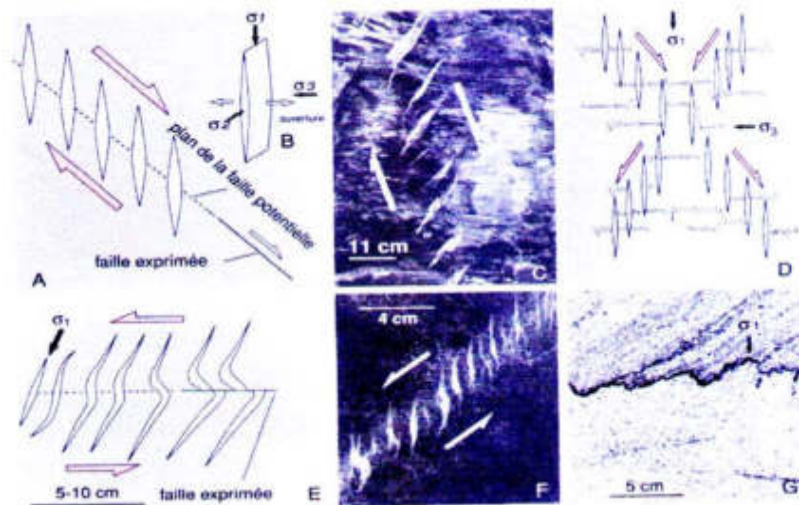 A
σ1
σ3
σ2
ouverture
B
plan de la faille potentielle
faille exprimée
11 cm
C
σ1
σ3
D
σ1
5-10 cm
faille exprimée
E
4 cm
F
σ1
5 cm
G